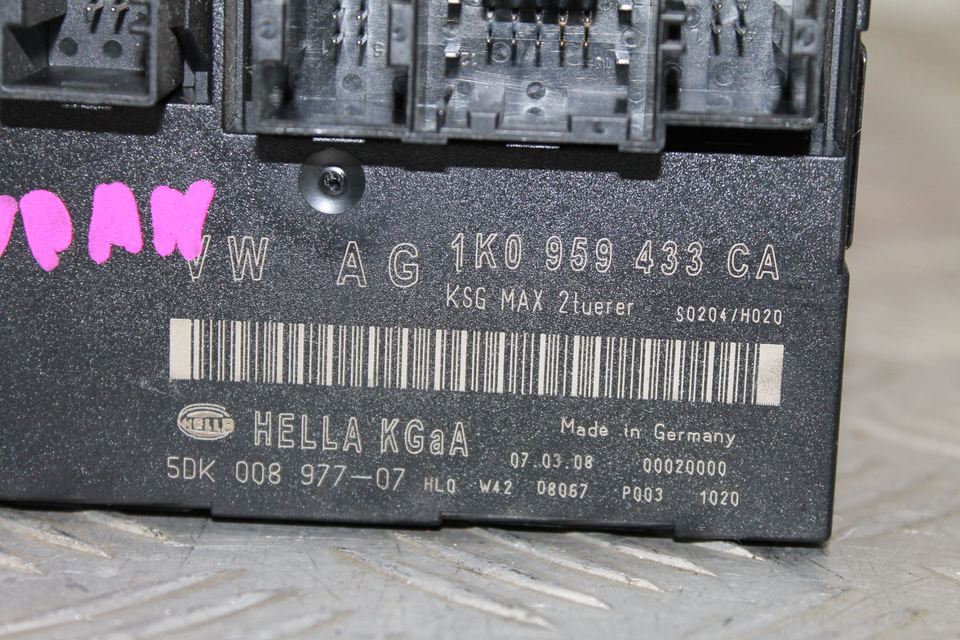 VW AG 1K0 959 433 CA
KSG MAX 2tuerer S0204/H020
HELLA HELLA KGaA Made in Germany
07.03.08 00020000
5DK 008 977-07 HLO W42 08067 P003 1020